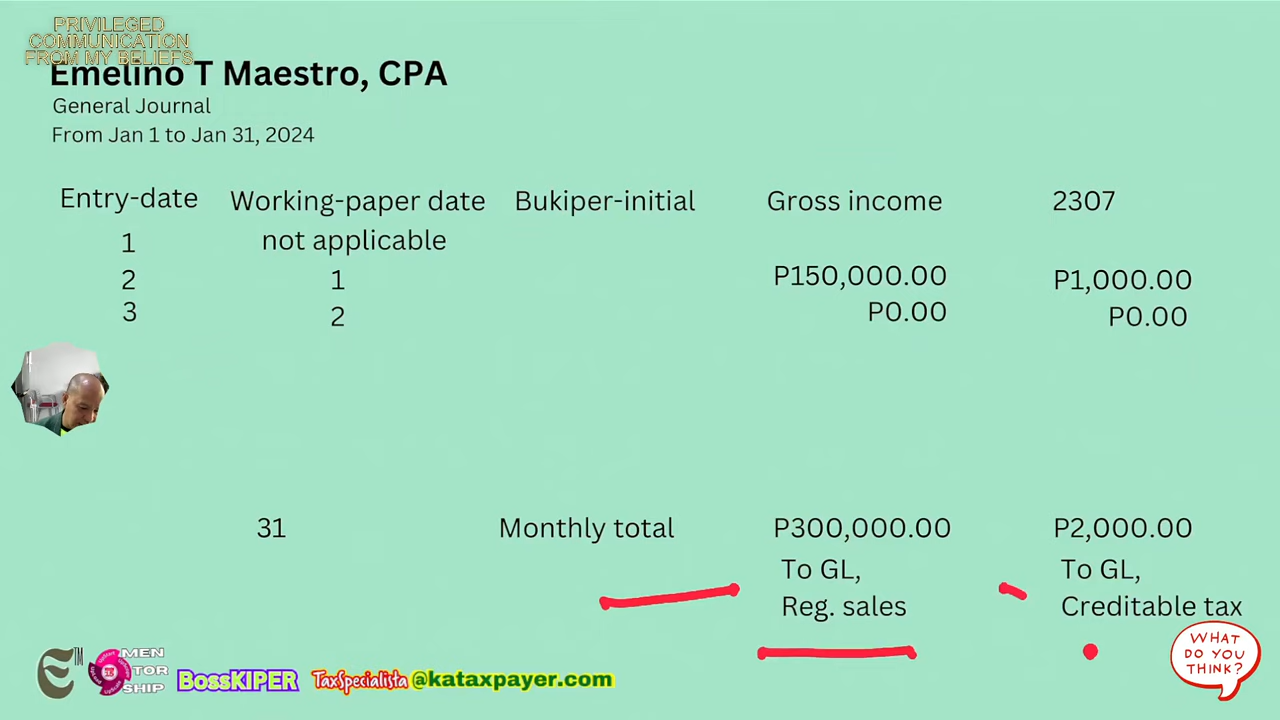 PRIVILEGED
COMMUNICATION
FROM MY BELIEFS
Emelino T Maestro, CPA
General Journal
From Jan 1 to Jan 31, 2024
Entry-date Working-paper date Bukiper-initial Gross income 2307
1 not applicable
2 1 P150,000.00 P1,000.00
3 2 P0.00 P0.00
31 Monthly total P300,000.00 P2,000.00
To GL, To GL,
Reg. sales Creditable tax
TM
MEN
TOR
SHIP
BossKIPER
TaxSpecialista @kataxpayer.com
WHAT
DO YOU
THINK?